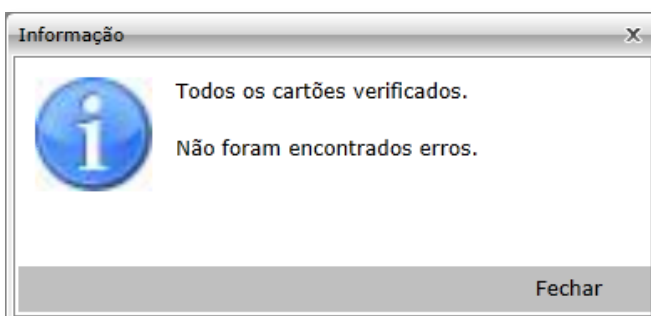 Informação
Todos os cartões verificados.
Não foram encontrados erros.
Fechar